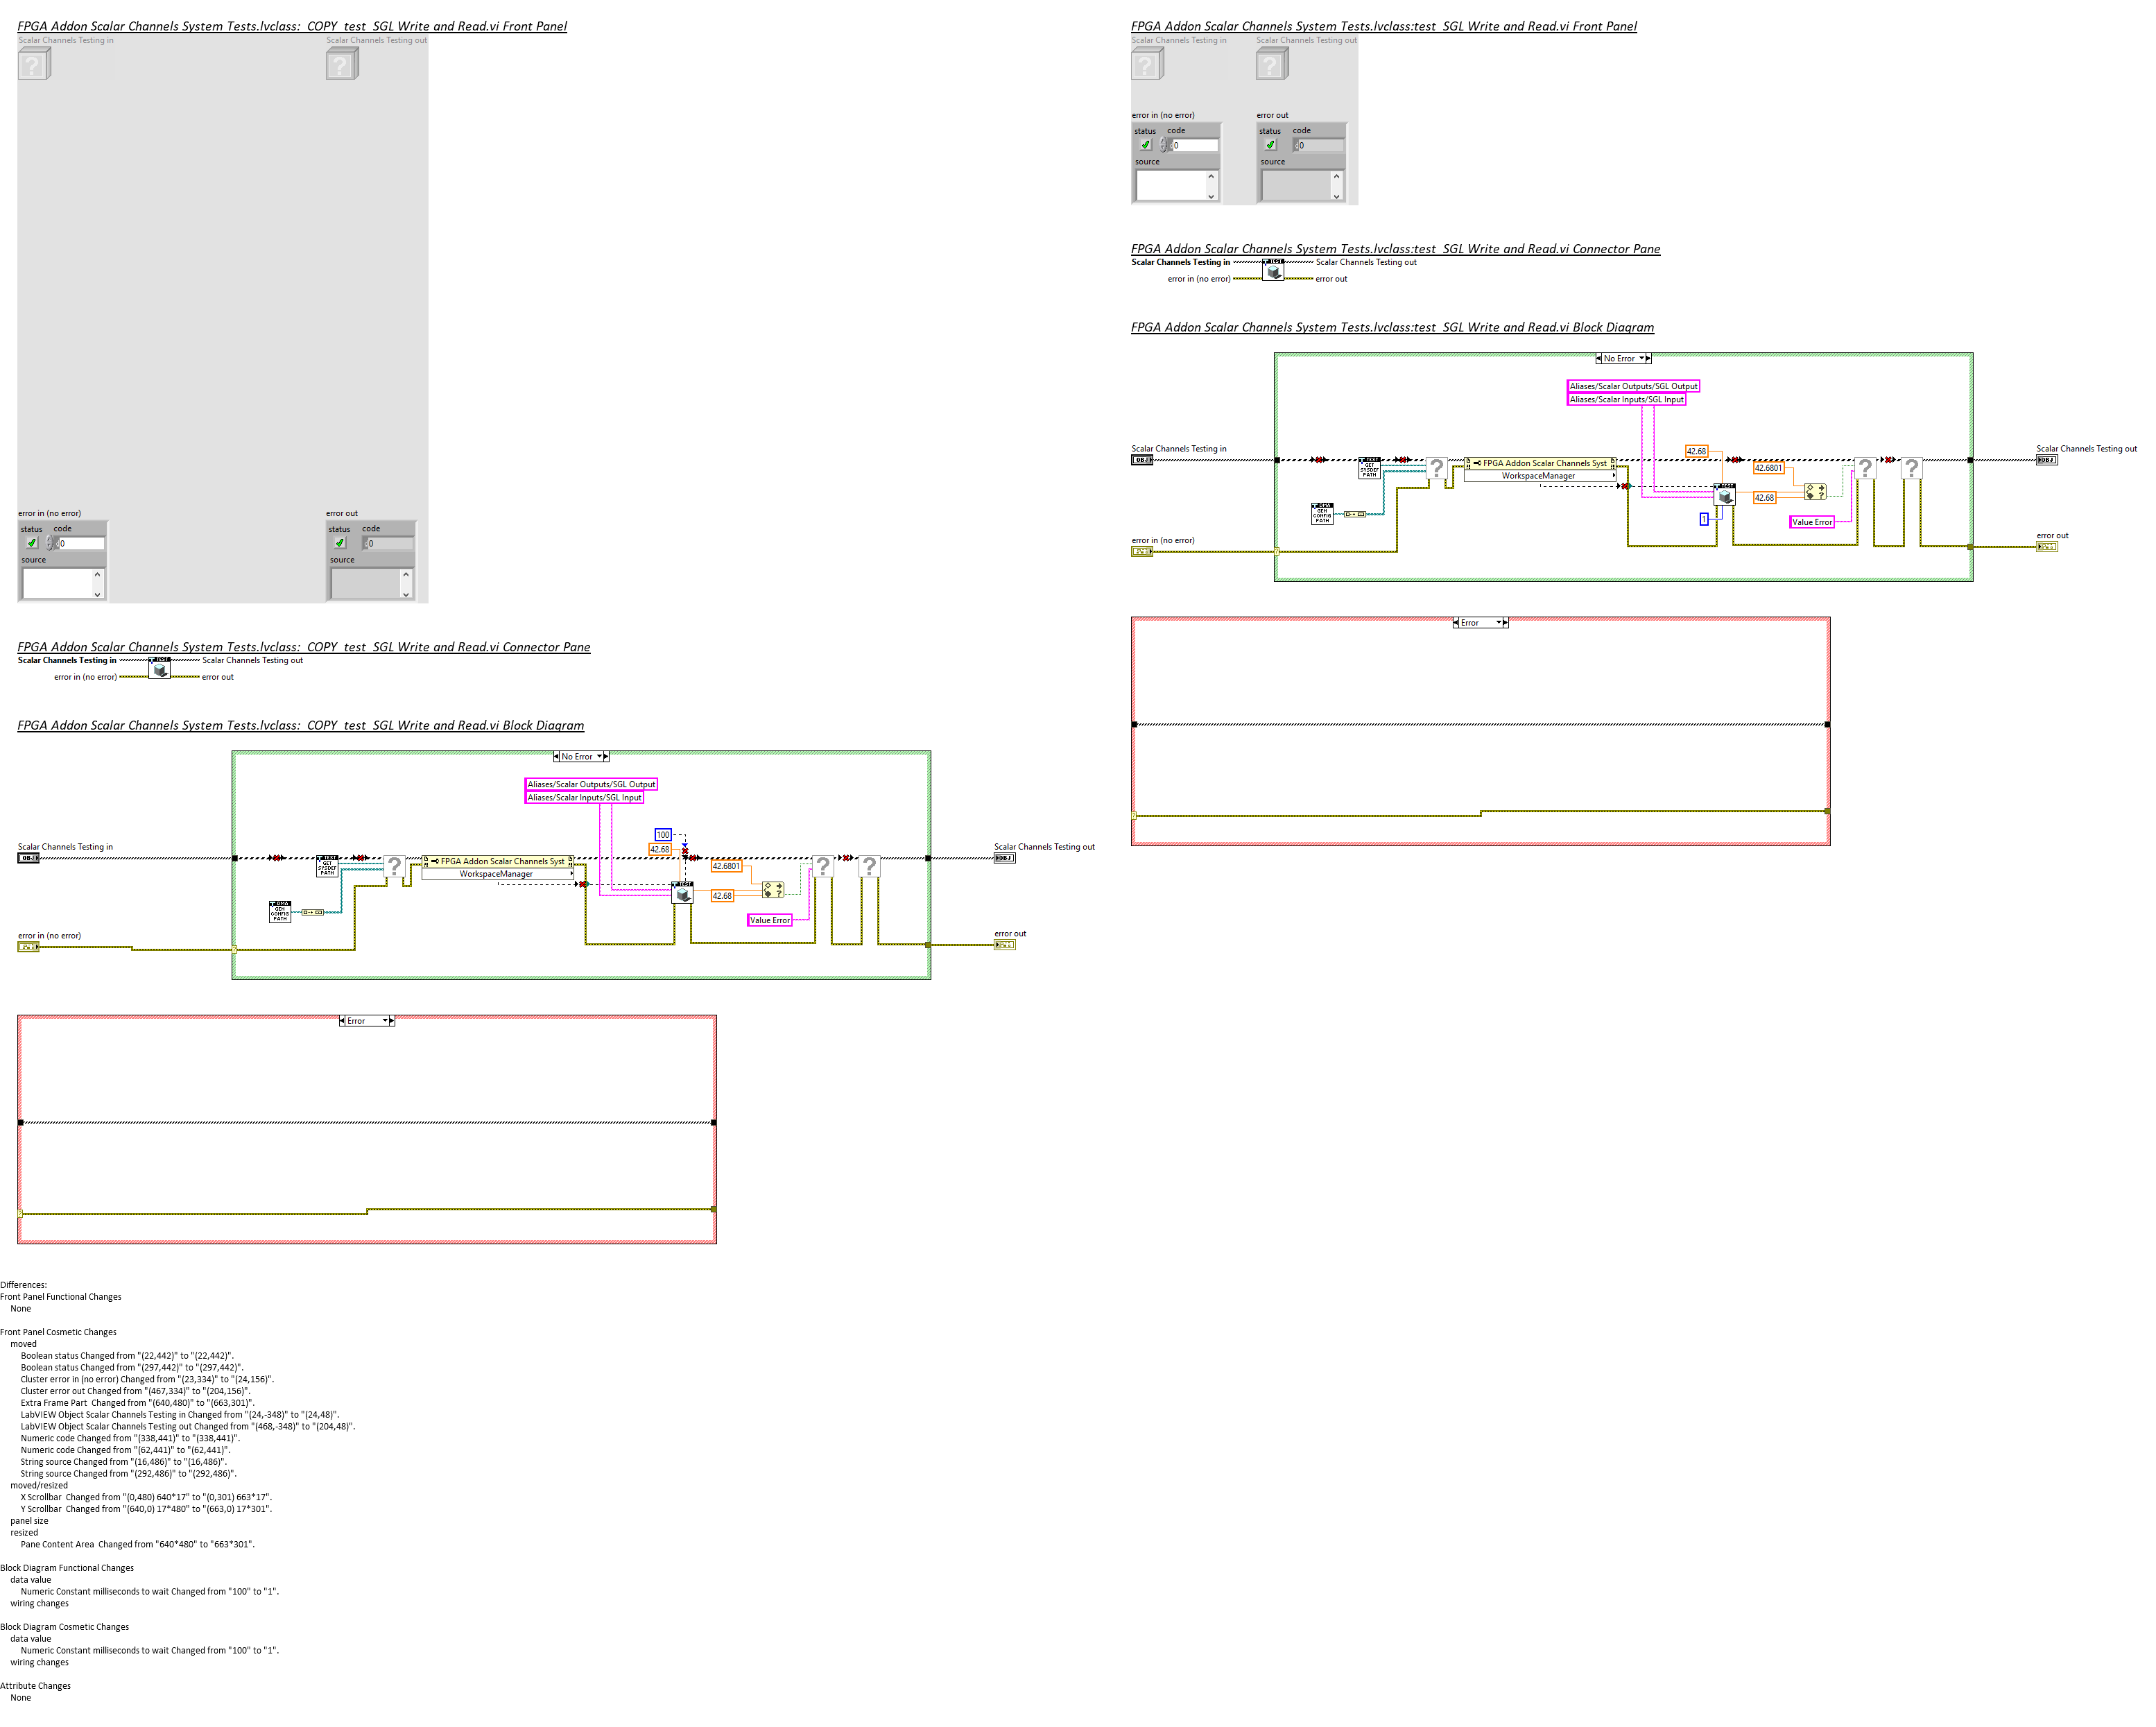 FPGA Addon Scalar Channels System Tests.lvclass:  COPY  test  SGL Write and Read.vi Front Panel
Scalar Channels Testing in
Scalar Channels Testing out
error in (no error)
status
code
0
source
error out
status
code
0
source
FPGA Addon Scalar Channels System Tests.lvclass:  COPY  test  SGL Write and Read.vi Connector Pane
Scalar Channels Testing in
TEST
Scalar Channels Testing out
error in (no error)
error out
FPGA Addon Scalar Channels System Tests.lvclass:  COPY  test  SGL Write and Read.vi Block Diagram
No Error
Aliases/Scalar Outputs/SGL Output
Aliases/Scalar Inputs/SGL Input
100
42.68
Scalar Channels Testing in
OBJ
TEST
GET
SYSDEF
PATH
?
FPGA Addon Scalar Channels Syst
WorkspaceManager
42.6801
TEST
42.68
?
?
Scalar Channels Testing out
OBJ
GEN
CONFIG
PATH
Value Error
error in (no error)
error out
Error
Differences:
Front Panel Functional Changes
None
Front Panel Cosmetic Changes
moved
Boolean status Changed from "(22,442)" to "(22,442)".
Boolean status Changed from "(297,442)" to "(297,442)".
Cluster error in (no error) Changed from "(23,334)" to "(24,156)".
Cluster error out Changed from "(467,334)" to "(204,156)".
Extra Frame Part  Changed from "(640,480)" to "(663,301)".
LabVIEW Object Scalar Channels Testing in Changed from "(24,-348)" to "(24,48)".
LabVIEW Object Scalar Channels Testing out Changed from "(468,-348)" to "(204,48)".
Numeric code Changed from "(338,441)" to "(338,441)".
Numeric code Changed from "(62,441)" to "(62,441)".
String source Changed from "(16,486)" to "(16,486)".
String source Changed from "(292,486)" to "(292,486)".
moved/resized
X Scrollbar  Changed from "(0,480) 640*17" to "(0,301) 663*17".
Y Scrollbar  Changed from "(640,0) 17*480" to "(663,0) 17*301".
panel size
resized
Pane Content Area  Changed from "640*480" to "663*301".
Block Diagram Functional Changes
data value
Numeric Constant milliseconds to wait Changed from "100" to "1".
wiring changes
Block Diagram Cosmetic Changes
data value
Numeric Constant milliseconds to wait Changed from "100" to "1".
wiring changes
Attribute Changes
None
FPGA Addon Scalar Channels System Tests.lvclass:test  SGL Write and Read.vi Front Panel
Scalar Channels Testing in
Scalar Channels Testing out
error in (no error)
status
code
0
source
error out
status
code
0
source
FPGA Addon Scalar Channels System Tests.lvclass:test  SGL Write and Read.vi Connector Pane
Scalar Channels Testing in
TEST
Scalar Channels Testing out
error in (no error)
error out
FPGA Addon Scalar Channels System Tests.lvclass:test  SGL Write and Read.vi Block Diagram
No Error
Aliases/Scalar Outputs/SGL Output
Aliases/Scalar Inputs/SGL Input
42.68
Scalar Channels Testing in
OBJ
TEST
GET
SYSDEF
PATH
?
FPGA Addon Scalar Channels Syst
WorkspaceManager
42.6801
TEST
42.68
?
?
Scalar Channels Testing out
OBJ
GEN
CONFIG
PATH
1
Value Error
error in (no error)
error out
Error